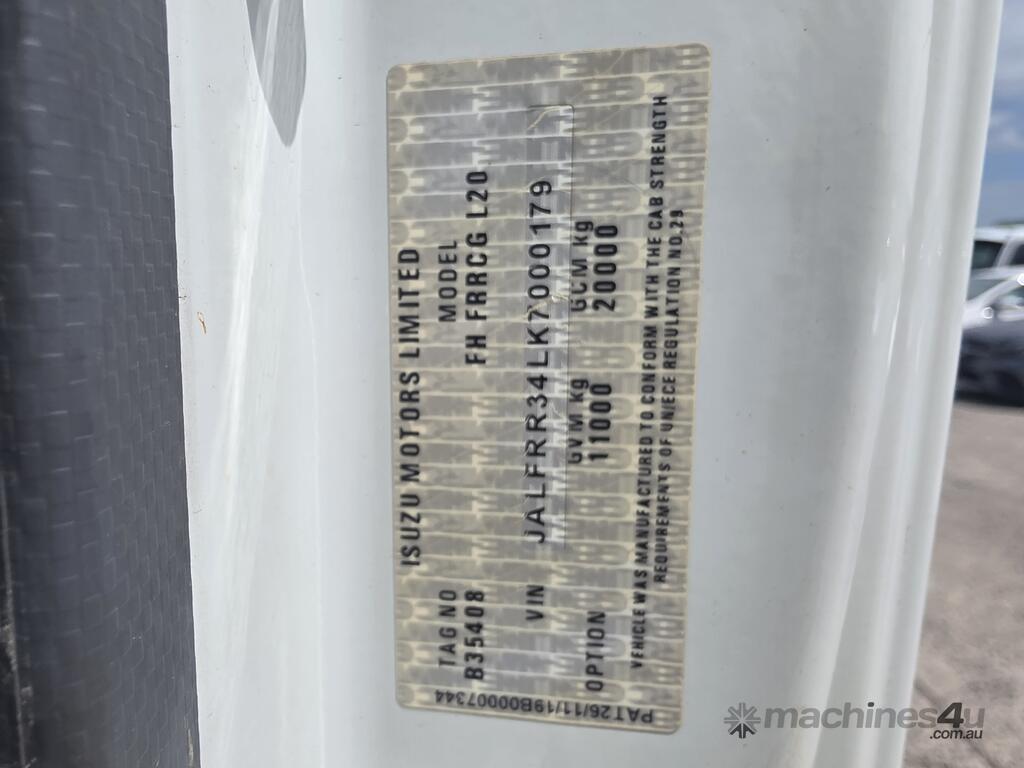 ISUZU MOTORS LIMITED
TAG NO MODEL
B35408 FH FRRCG L20
VIN JALFRR34LK7000179
GVM Kg GCM Kg
OPTION 11000 20000
VEHICLE WAS MANUFACTURED TO CONFORM WITH THE CAB STRENGTH
REQUIREMENTS OF UN/ECE REGULATION NO.29
PAT26/11/19B00007344
machines4u
.com.au